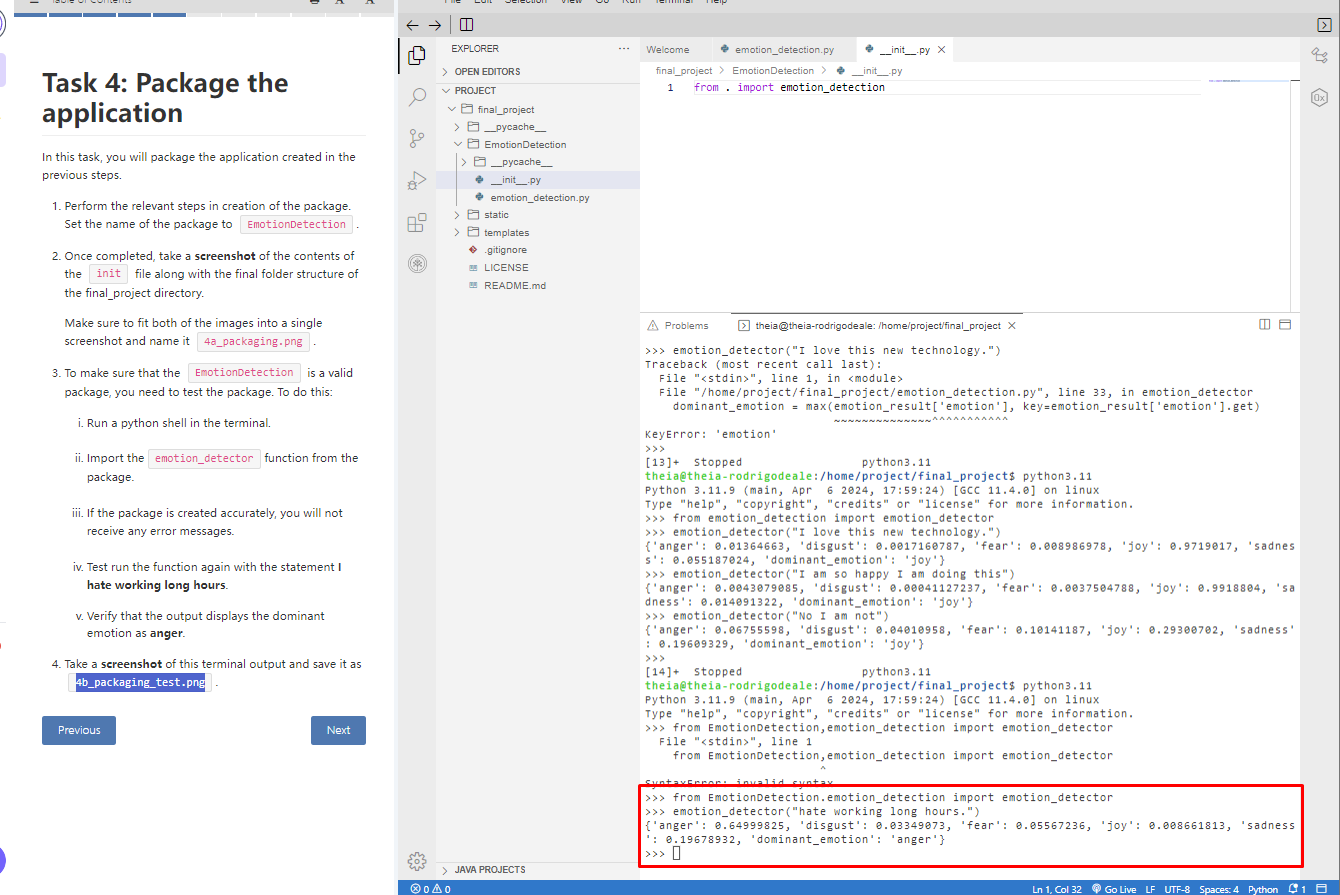 Table of Contents
Task 4: Package the
application
In this task, you will package the application created in the
previous steps.
1. Perform the relevant steps in creation of the package.
Set the name of the package to EmotionDetection .
2. Once completed, take a screenshot of the contents of
the init file along with the final folder structure of
the final_project directory.
Make sure to fit both of the images into a single
screenshot and name it 4a_packaging.png .
3. To make sure that the EmotionDetection is a valid
package, you need to test the package. To do this:
i. Run a python shell in the terminal.
ii. Import the emotion_detector function from the
package.
iii. If the package is created accurately, you will not
receive any error messages.
iv. Test run the function again with the statement I
hate working long hours.
v. Verify that the output displays the dominant
emotion as anger.
4. Take a screenshot of this terminal output and save it as
4b_packaging_test.png .
Previous
Next
File Edit Selection View Go Run Terminal Help
EXPLORER
OPEN EDITORS
PROJECT
final_project
__pycache__
EmotionDetection
__pycache__
__init__.py
emotion_detection.py
static
templates
.gitignore
LICENSE
README.md
JAVA PROJECTS
Welcome
emotion_detection.py
__init__.py
final_project > EmotionDetection > __init__.py
1 from . import emotion_detection
Problems
theia@theia-rodrigodeale: /home/project/final_project
>>> emotion_detector("I love this new technology.")
Traceback (most recent call last):
File "<stdin>", line 1, in <module>
File "/home/project/final_project/emotion_detection.py", line 33, in emotion_detector
dominant_emotion = max(emotion_result['emotion'], key=emotion_result['emotion'].get)
~~~~~~~~~~~~~~^^^^^^^^^^^
KeyError: 'emotion'
>>>
[13]+ Stopped python3.11
theia@theia-rodrigodeale:/home/project/final_project$ python3.11
Python 3.11.9 (main, Apr 6 2024, 17:59:24) [GCC 11.4.0] on linux
Type "help", "copyright", "credits" or "license" for more information.
>>> from emotion_detection import emotion_detector
>>> emotion_detector("I love this new technology.")
{'anger': 0.01364663, 'disgust': 0.0017160787, 'fear': 0.008986978, 'joy': 0.9719017, 'sadnes
s': 0.055187024, 'dominant_emotion': 'joy'}
>>> emotion_detector("I am so happy I am doing this")
{'anger': 0.0043079085, 'disgust': 0.00041127237, 'fear': 0.0037504788, 'joy': 0.9918804, 'sa
dness': 0.014091322, 'dominant_emotion': 'joy'}
>>> emotion_detector("No I am not")
{'anger': 0.06755598, 'disgust': 0.04010958, 'fear': 0.10141187, 'joy': 0.29300702, 'sadness'
: 0.19609329, 'dominant_emotion': 'joy'}
>>>
[14]+ Stopped python3.11
theia@theia-rodrigodeale:/home/project/final_project$ python3.11
Python 3.11.9 (main, Apr 6 2024, 17:59:24) [GCC 11.4.0] on linux
Type "help", "copyright", "credits" or "license" for more information.
>>> from EmotionDetection,emotion_detection import emotion_detector
File "<stdin>", line 1
from EmotionDetection,emotion_detection import emotion_detector
^
SyntaxError: invalid syntax
>>> from EmotionDetection.emotion_detection import emotion_detector
>>> emotion_detector("hate working long hours.")
{'anger': 0.64999825, 'disgust': 0.03349073, 'fear': 0.05567236, 'joy': 0.008661813, 'sadness
': 0.19678932, 'dominant_emotion': 'anger'}
>>>
0 0
Ln 1, Col 32 Go Live LF UTF-8 Spaces: 4 Python 1